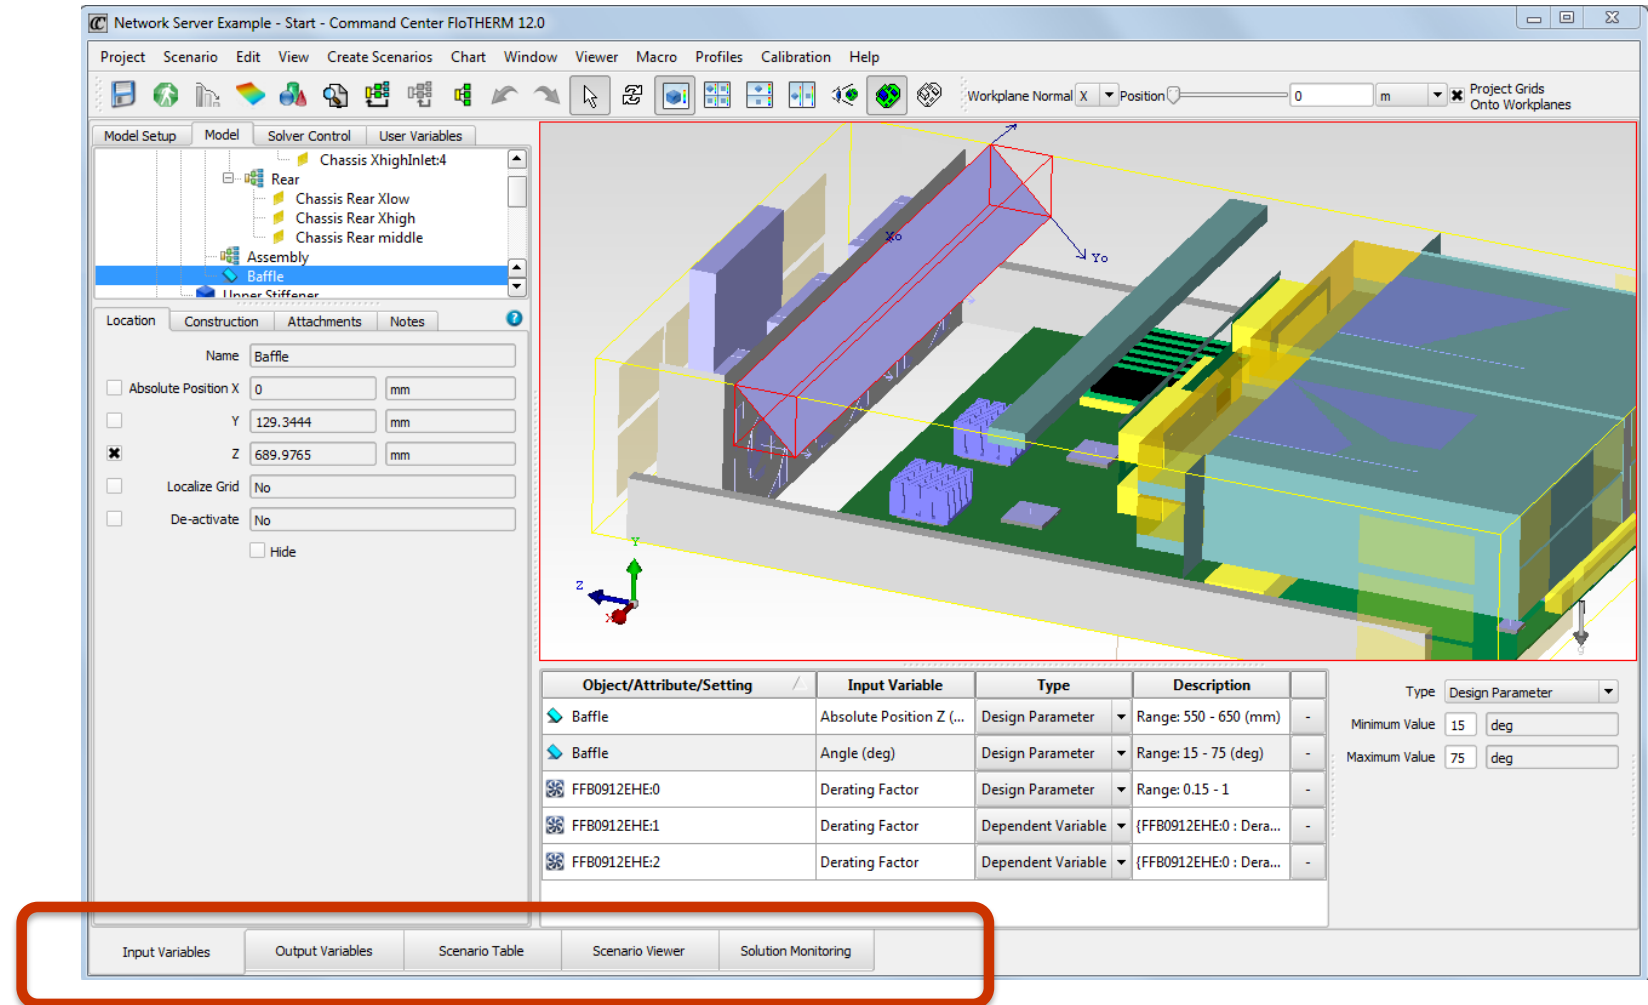 Network Server Example - Start - Command Center FloTHERM 12.0
Project Scenario Edit View Create Scenarios Chart Window Viewer Macro Profiles Calibration Help
Workplane Normal X Position 0 m Project Grids
Onto Workplanes
Model Setup Model Solver Control User Variables
Chassis XhighInlet:4
Rear
Chassis Rear Xlow
Chassis Rear Xhigh
Chassis Rear middle
Assembly
Baffle
Upper Stiffener
Location Construction Attachments Notes ?
Name Baffle
Absolute Position X 0 mm
Y 129.3444 mm
Z 689.9765 mm
Localize Grid No
De-activate No
Hide
Xo
Yo
Y
Z
X
g
Object/Attribute/Setting Input Variable Type Description
Baffle Absolute Position Z (... Design Parameter Range: 550 - 650 (mm) -
Baffle Angle (deg) Design Parameter Range: 15 - 75 (deg) -
FFB0912EHE:0 Derating Factor Design Parameter Range: 0.15 - 1 -
FFB0912EHE:1 Derating Factor Dependent Variable {FFB0912EHE:0 : Dera... -
FFB0912EHE:2 Derating Factor Dependent Variable {FFB0912EHE:0 : Dera... -
Type Design Parameter
Minimum Value 15 deg
Maximum Value 75 deg
Input Variables Output Variables Scenario Table Scenario Viewer Solution Monitoring